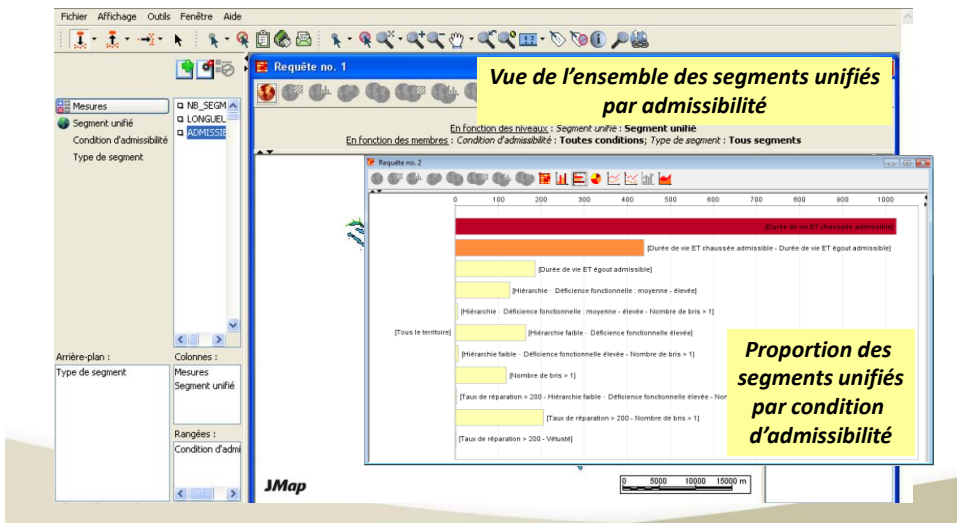 Fichier Affichage Outils Fenêtre Aide
Requête no. 1
Vue de l'ensemble des segments unifiés
par admissibilité
Mesures
Segment unifié
Condition d'admissibilité
Type de segment
NB_SEGM
LONGUEU
ADMISSIB
En fonction des niveaux : Segment unifié : Segment unifié
En fonction des membres : Condition d'admissibilité : Toutes conditions; Type de segment : Tous segments
Requête no. 2
0 100 200 300 400 500 600 700 800 900 1000
[Durée de vie ET chaussée admissible]
[Durée de vie ET chaussée admissible - Durée de vie ET égout admissible]
[Durée de vie ET égout admissible]
[Hiérarchie - Déficience fonctionnelle : moyenne - élevée]
[Hiérarchie - Déficience fonctionnelle : moyenne - élevée - Nombre de bris > 1]
[Tous le territoire]
[Hiérarchie faible - Déficience fonctionnelle élevée]
[Hiérarchie faible - Déficience fonctionnelle élevée - Nombre de bris > 1]
[Nombre de bris > 1]
[Taux de réparation > 200 - Hiérarchie faible - Déficience fonctionnelle élevée - Nor
[Taux de réparation > 200 - Nombre de bris > 1]
[Taux de réparation > 200 - Vétusté]
Proportion des
segments unifiés
par condition
d'admissibilité
Arrière-plan :
Type de segment
Colonnes :
Mesures
Segment unifié
Rangées :
Condition d'admi
JMap
0 5000 10000 15000 m